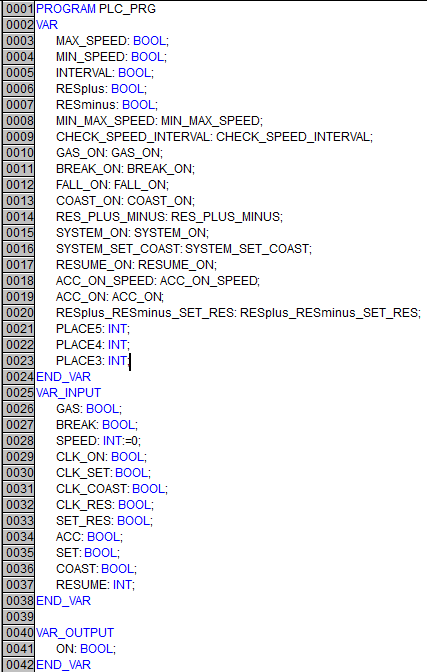 0001 PROGRAM PLC_PRG
0002 VAR
0003 MAX_SPEED: BOOL;
0004 MIN_SPEED: BOOL;
0005 INTERVAL: BOOL;
0006 RESplus: BOOL;
0007 RESminus: BOOL;
0008 MIN_MAX_SPEED: MIN_MAX_SPEED;
0009 CHECK_SPEED_INTERVAL: CHECK_SPEED_INTERVAL;
0010 GAS_ON: GAS_ON;
0011 BREAK_ON: BREAK_ON;
0012 FALL_ON: FALL_ON;
0013 COAST_ON: COAST_ON;
0014 RES_PLUS_MINUS: RES_PLUS_MINUS;
0015 SYSTEM_ON: SYSTEM_ON;
0016 SYSTEM_SET_COAST: SYSTEM_SET_COAST;
0017 RESUME_ON: RESUME_ON;
0018 ACC_ON_SPEED: ACC_ON_SPEED;
0019 ACC_ON: ACC_ON;
0020 RESplus_RESminus_SET_RES: RESplus_RESminus_SET_RES;
0021 PLACE5: INT;
0022 PLACE4: INT;
0023 PLACE3: INT;
0024 END_VAR
0025 VAR_INPUT
0026 GAS: BOOL;
0027 BREAK: BOOL;
0028 SPEED: INT:=0;
0029 CLK_ON: BOOL;
0030 CLK_SET: BOOL;
0031 CLK_COAST: BOOL;
0032 CLK_RES: BOOL;
0033 SET_RES: BOOL;
0034 ACC: BOOL;
0035 SET: BOOL;
0036 COAST: BOOL;
0037 RESUME: INT;
0038 END_VAR
0039
0040 VAR_OUTPUT
0041 ON: BOOL;
0042 END_VAR